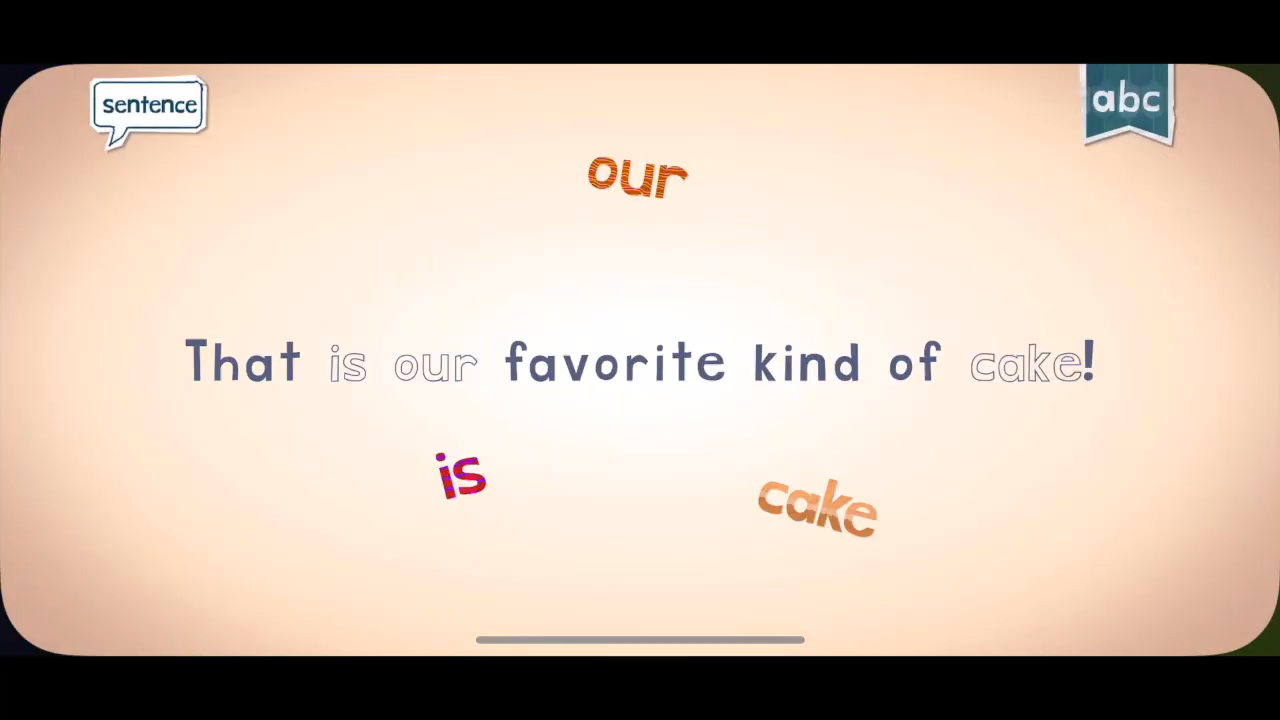 sentence
abc
our
That is our favorite kind of cake!
is
cake